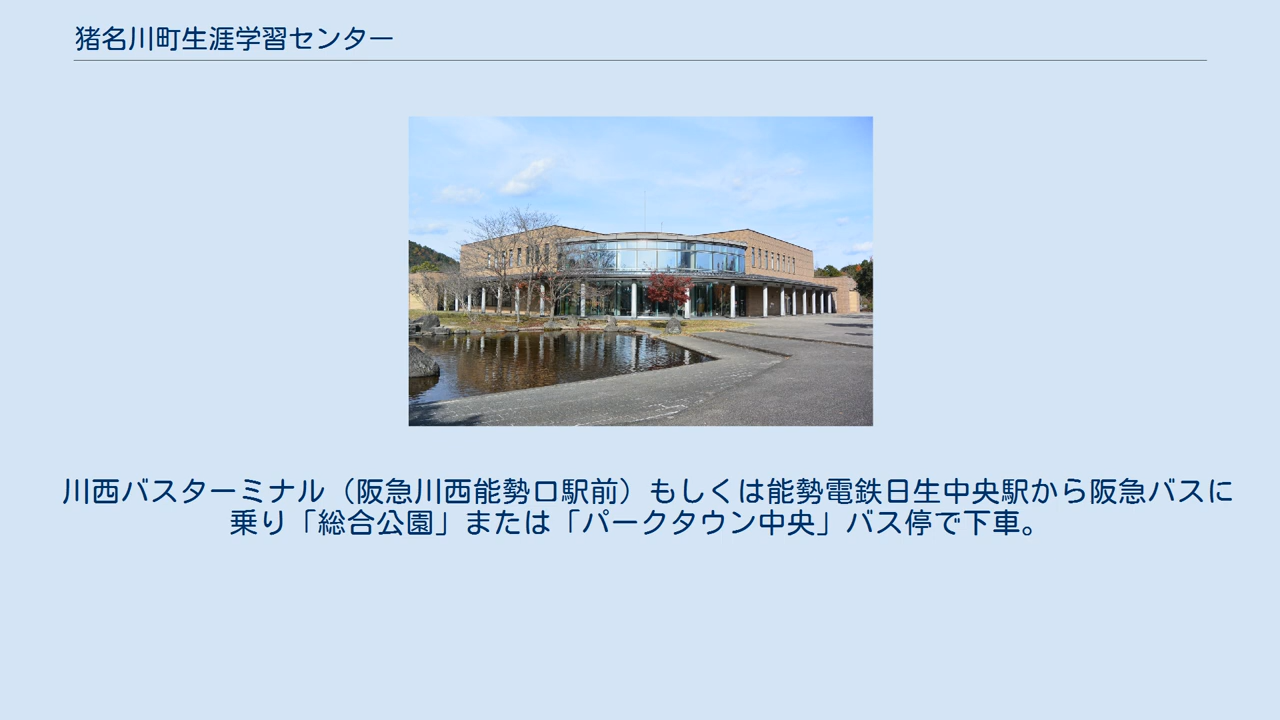 猪名川町生涯学習センター
川西バスターミナル（阪急川西能勢口駅前）もしくは能勢電鉄日生中央駅から阪急バスに
乗り「総合公園」または「パークタウン中央」バス停で下車。